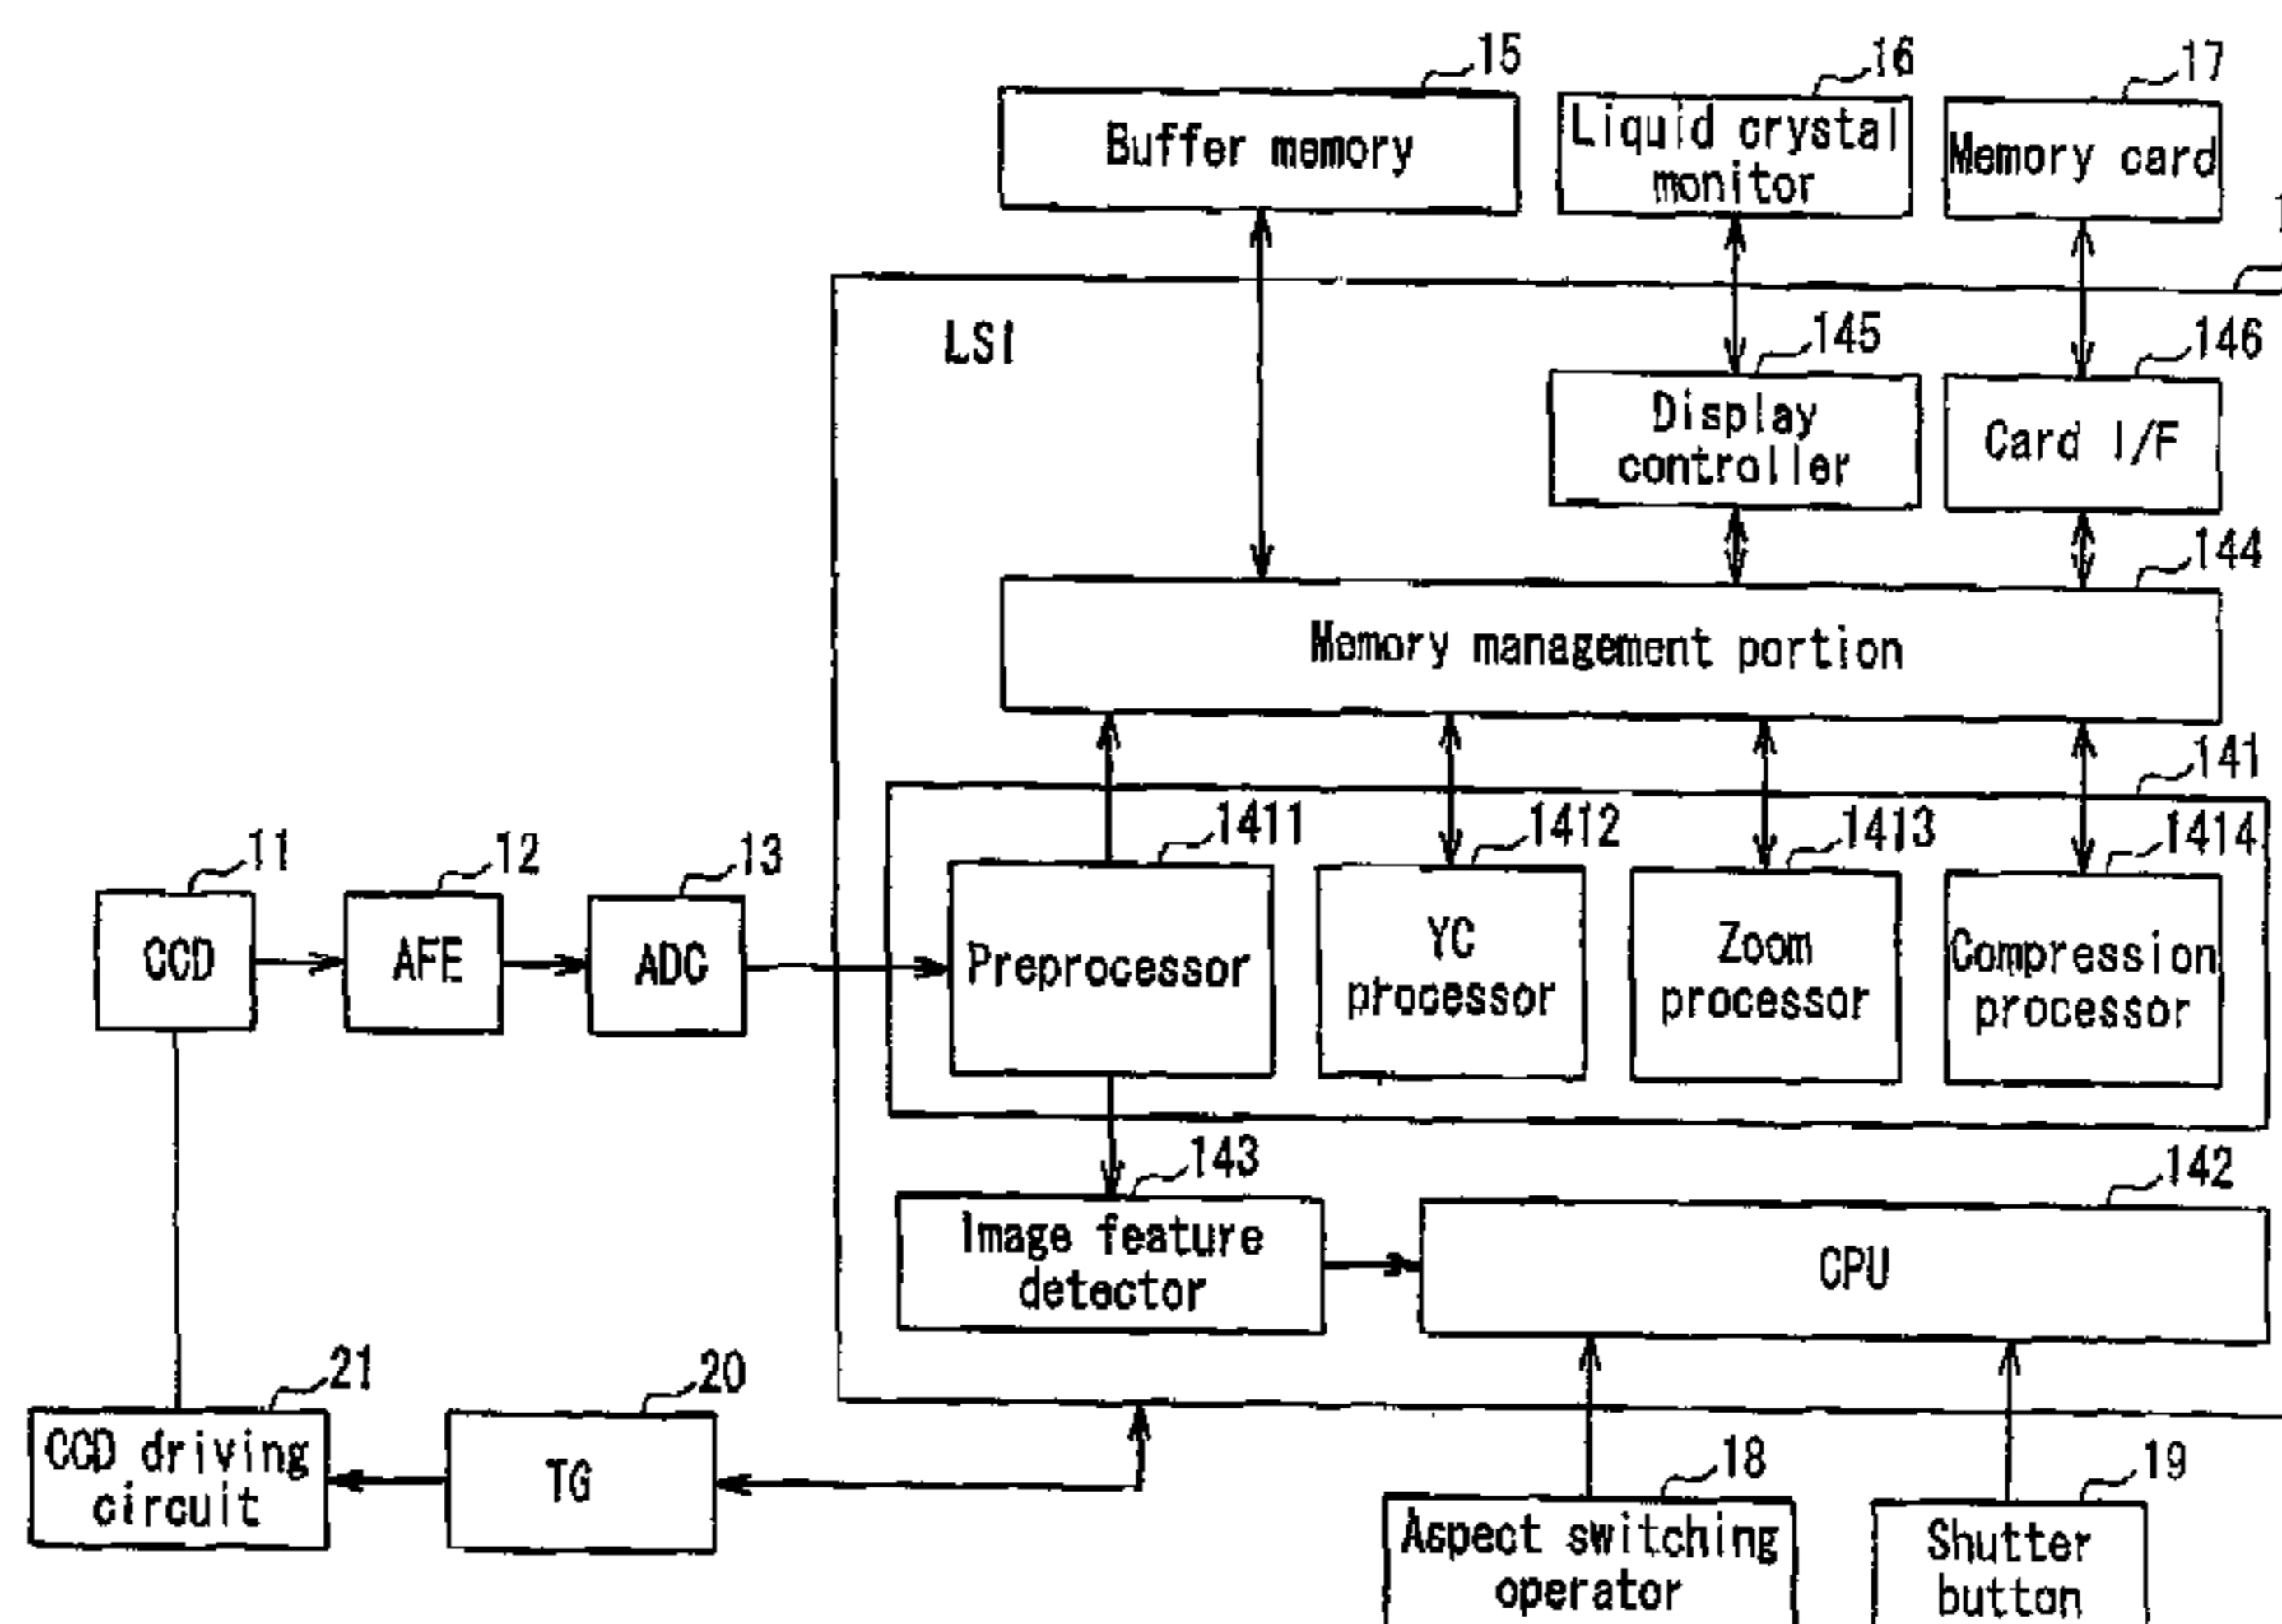 15
16
17
Buffer memory
Liquid crystal
monitor
Memory card
1
LSI
145
146
Display
controller
Card I/F
144
Memory management portion
141
1411
1412
1413
1414
11
12
13
CCD
AFE
ADC
Preprocessor
YC
processor
Zoom
processor
Compression
processor
143
142
Image feature
detector
CPU
21
20
CCD driving
circuit
TG
18
19
Aspect switching
operator
Shutter
button